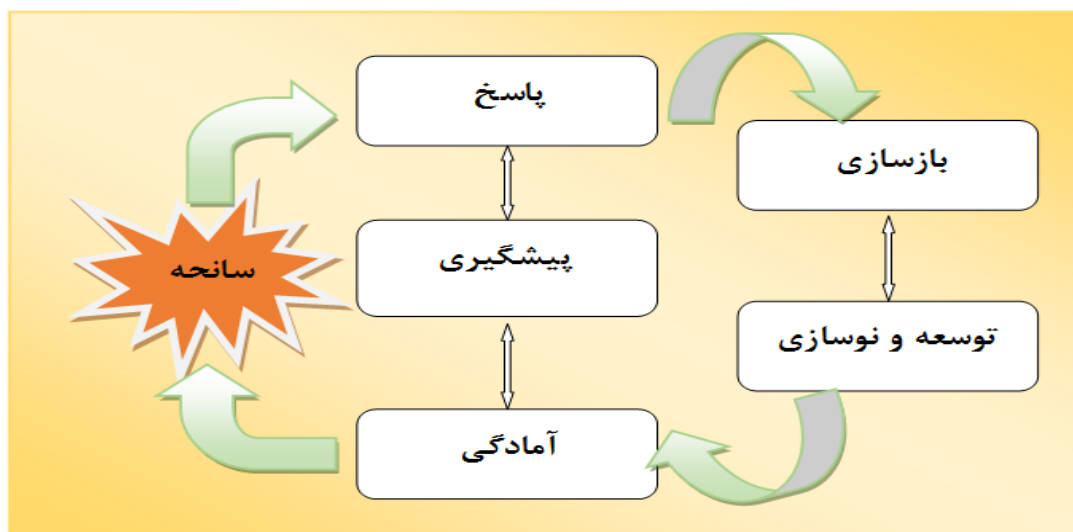 پاسخ
بازسازی
پیشگیری
سانحه
توسعه و نوسازی
آمادگی